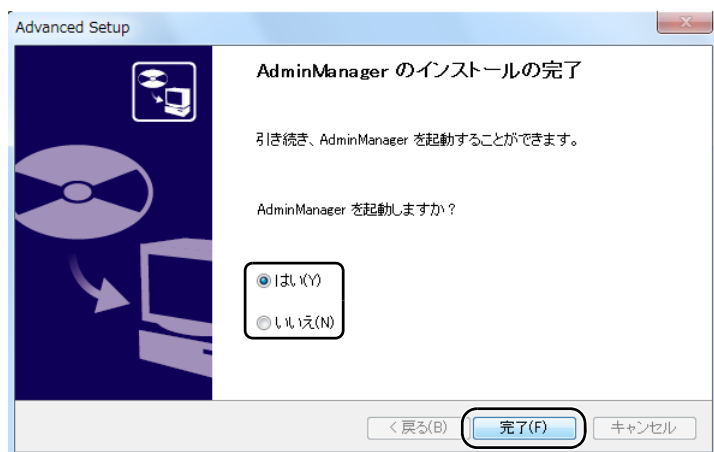 Advanced Setup
AdminManager のインストールの完了
引き続き、AdminManager を起動することができます。
AdminManager を起動しますか？
はい(Y)
いいえ(N)
< 戻る(B)
完了(F)
キャンセル